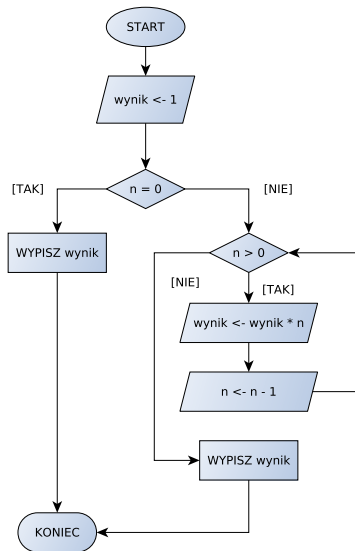 START
wynik <- 1
n = 0
[TAK]
[NIE]
WYPISZ wynik
n > 0
[NIE]
[TAK]
wynik <- wynik * n
n <- n - 1
WYPISZ wynik
KONIEC